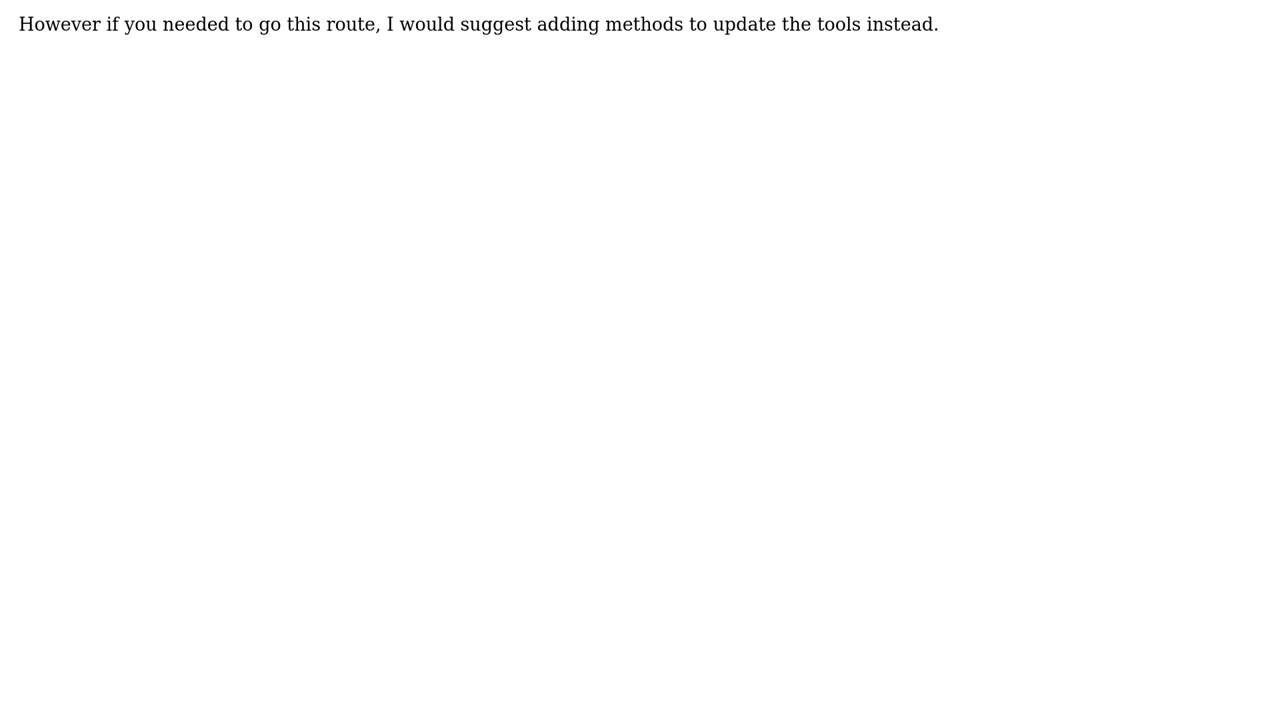 However if you needed to go this route, I would suggest adding methods to update the tools instead.